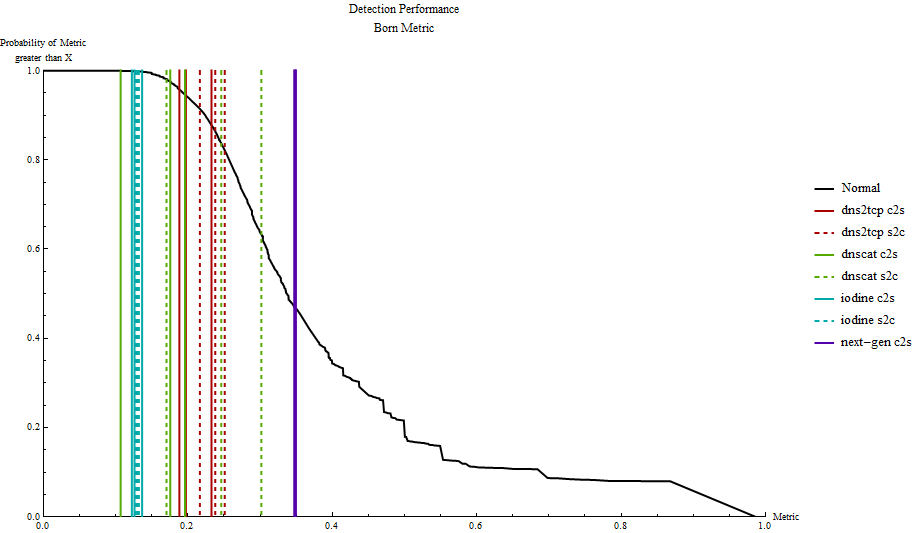 Detection Performance
Born Metric
Probability of Metric
greater than X
1.0
0.8
0.6
0.4
0.2
0.0
0.0
0.2
0.4
0.6
0.8
1.0
Metric
Normal
dns2tcp c2s
dns2tcp s2c
dnscat c2s
dnscat s2c
iodine c2s
iodine s2c
next−gen c2s